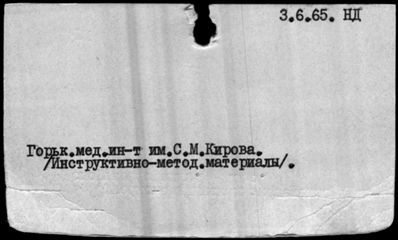 3.6.65. НД
Горьк.мед.ин-т им.С.М.Кирова.
/Инструктивно-метод.материалы/.